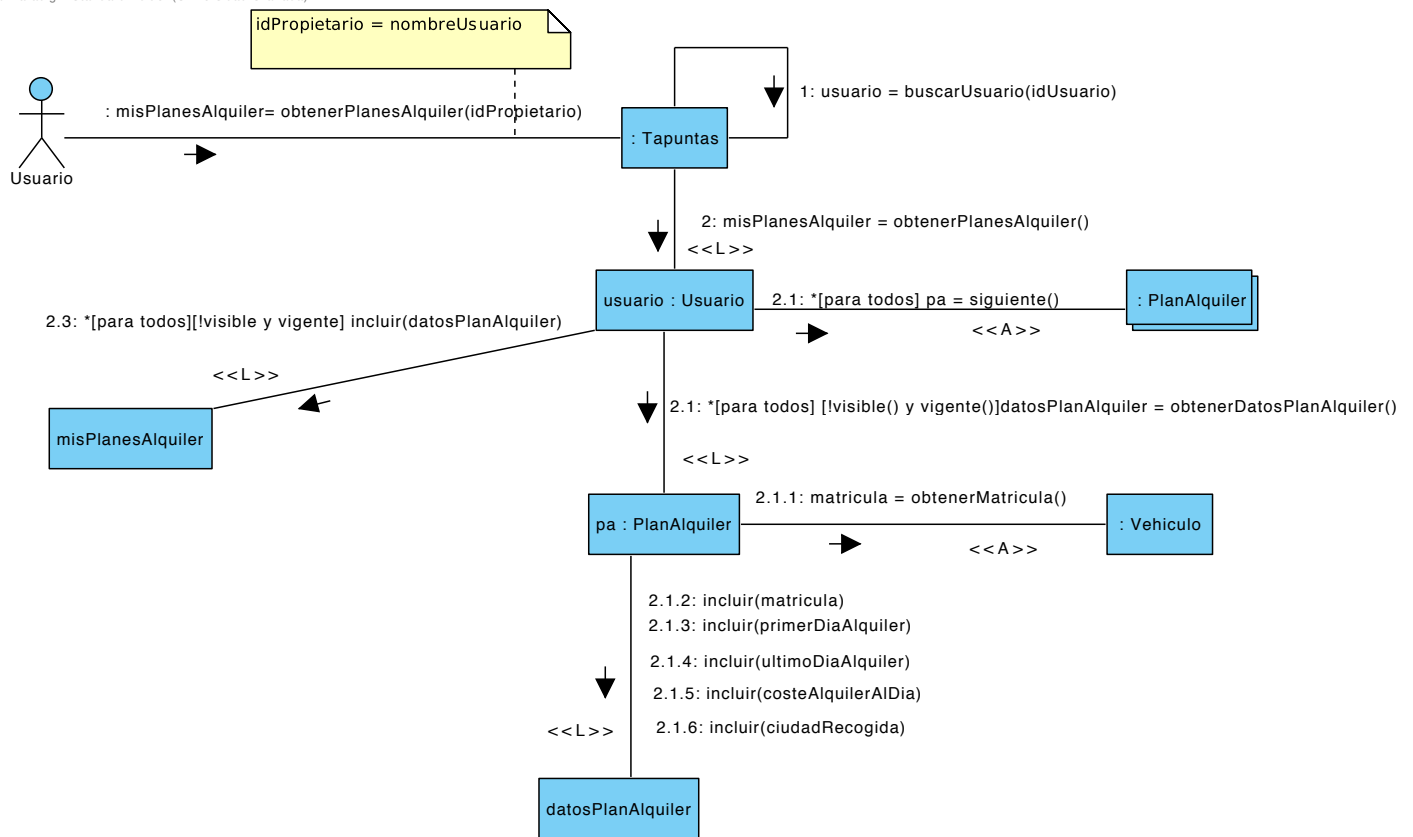 idPropietario = nombreUsuario
1: usuario = buscarUsuario(idUsuario)
: misPlanesAlquiler= obtenerPlanesAlquiler(idPropietario)
: Tapuntas
Usuario
2: misPlanesAlquiler = obtenerPlanesAlquiler()
<<L>>
usuario : Usuario
2.1: *[para todos] pa = siguiente()
<<A>>
: PlanAlquiler
2.3: *[para todos][!visible y vigente] incluir(datosPlanAlquiler)
<<L>>
misPlanesAlquiler
2.1: *[para todos] [!visible() y vigente()]datosPlanAlquiler = obtenerDatosPlanAlquiler()
<<L>>
pa : PlanAlquiler
2.1.1: matricula = obtenerMatricula()
<<A>>
: Vehiculo
2.1.2: incluir(matricula)
2.1.3: incluir(primerDiaAlquiler)
2.1.4: incluir(ultimoDiaAlquiler)
2.1.5: incluir(costeAlquilerAlDia)
2.1.6: incluir(ciudadRecogida)
<<L>>
datosPlanAlquiler